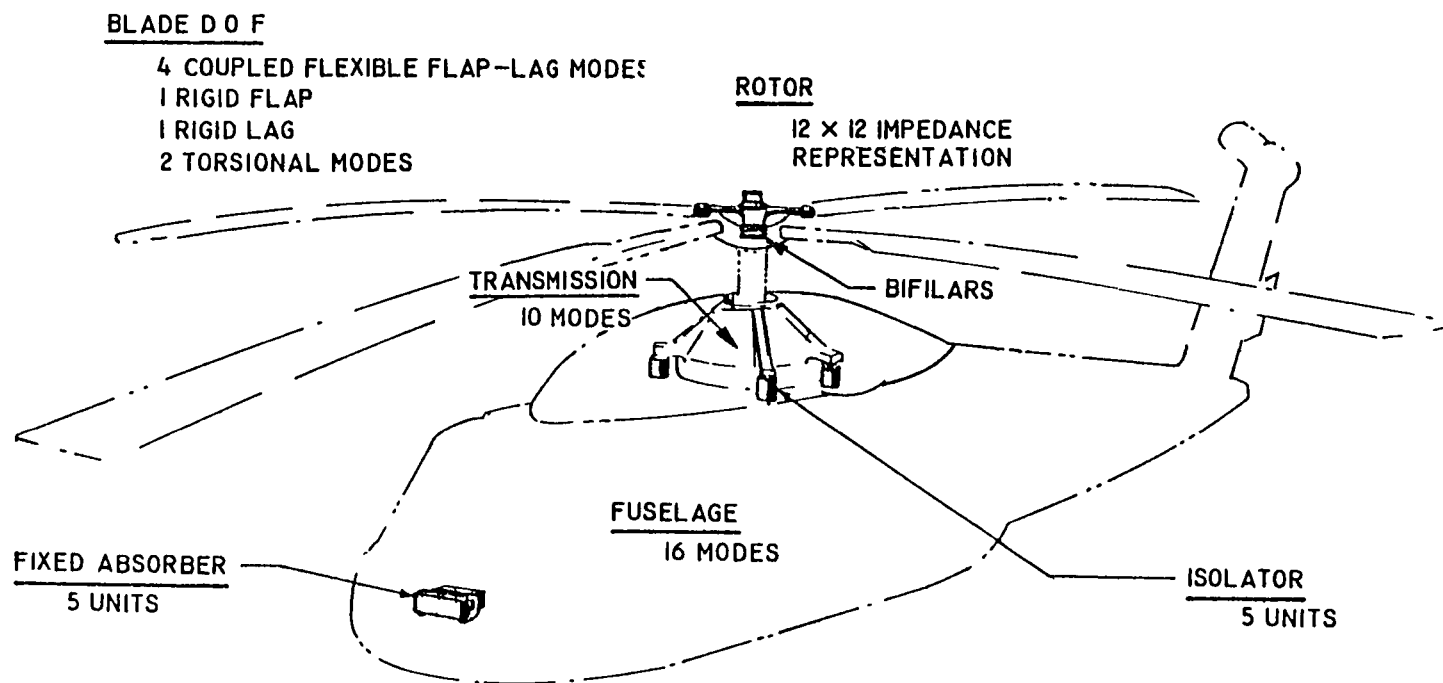 BLADE D O F
4 COUPLED FLEXIBLE FLAP-LAG MODES
1 RIGID FLAP
1 RIGID LAG
2 TORSIONAL MODES
ROTOR
12 × 12 IMPEDANCE
REPRESENTATION
TRANSMISSION
10 MODES
BIFILARS
FUSELAGE
16 MODES
FIXED ABSORBER
5 UNITS
ISOLATOR
5 UNITS